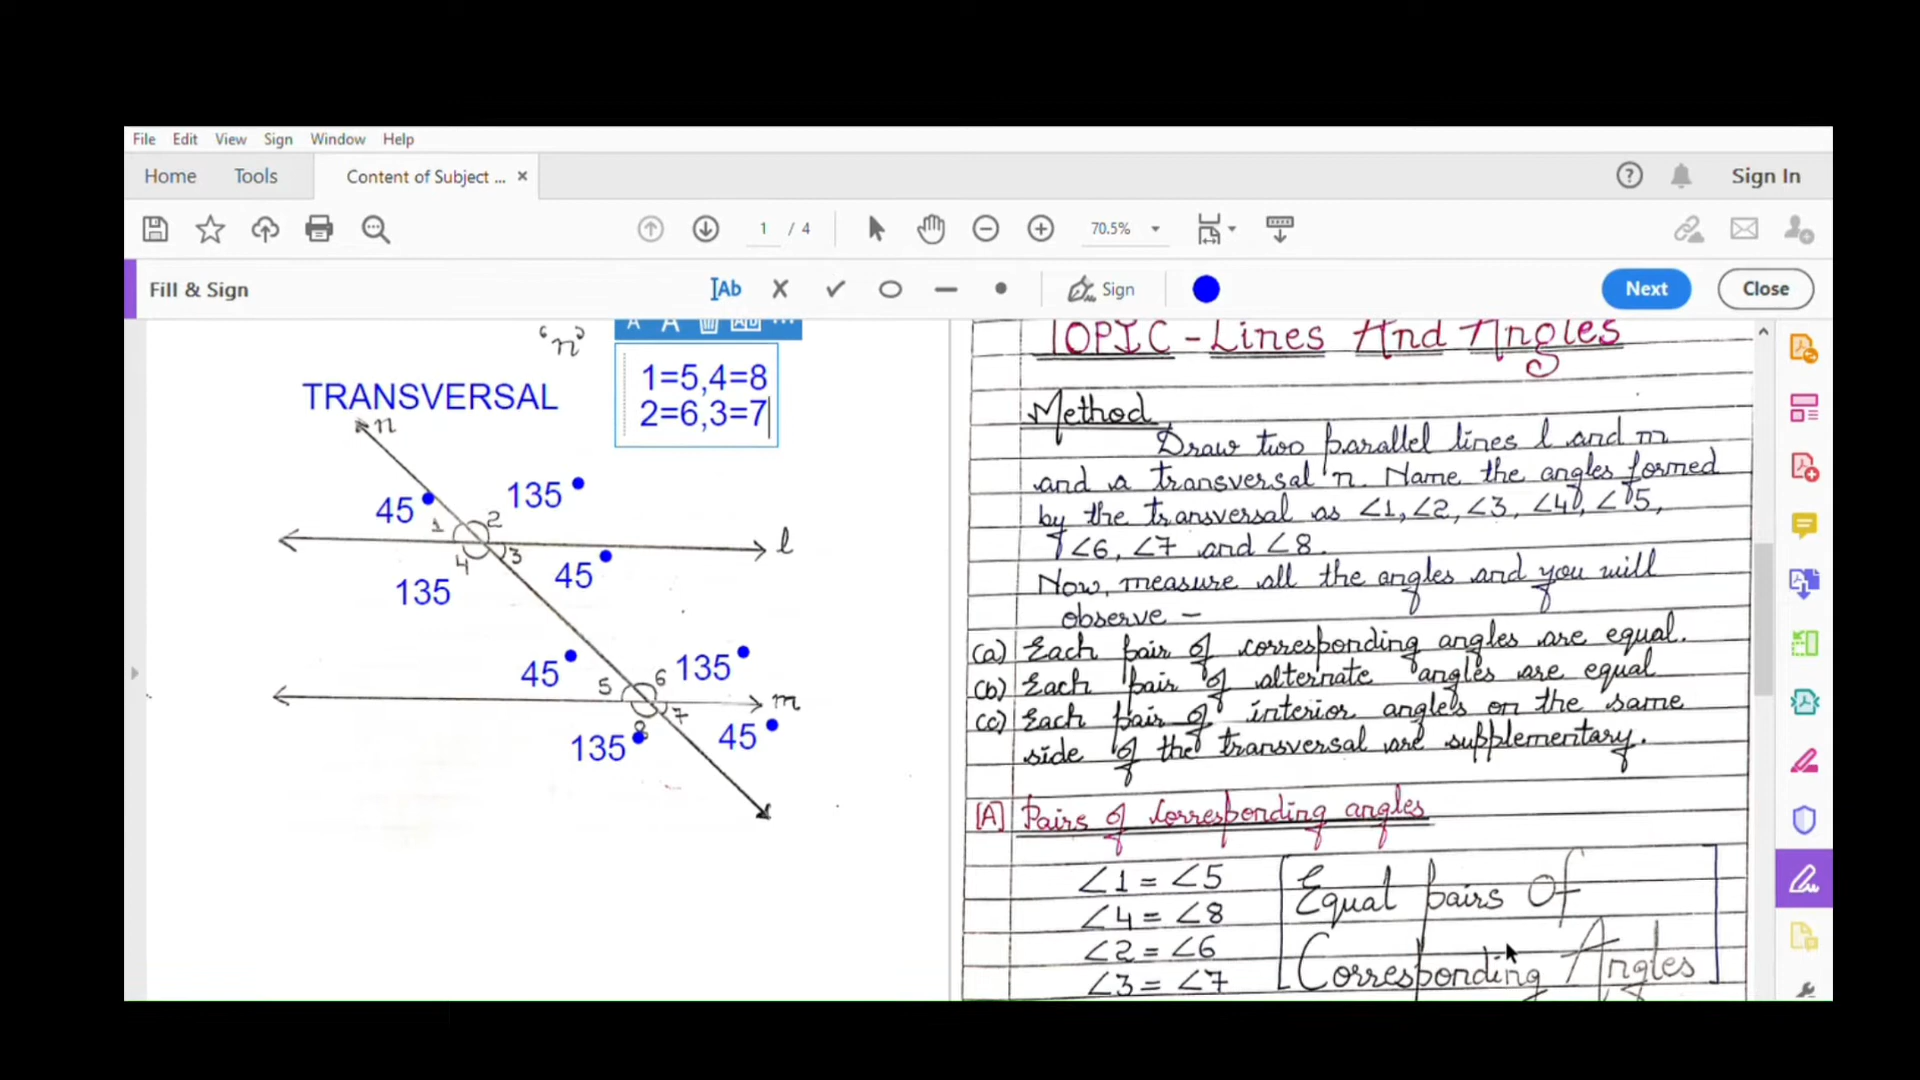 File Edit View Sign Window Help
Home Tools Content of Subject ... × Sign In
1 / 4 70.5%
Fill & Sign IAb Sign Next Close
'n'
1=5,4=8
2=6,3=7
TRANSVERSAL
n
45 135
1 2
l
4 3
135 45
45 135
5 6
m
8 7
135 45
TOPIC - Lines And Angles
Method
Draw two parallel lines l and m
and a transversal 'n. Name the angles formed
by the transversal as ∠1, ∠2, ∠3, ∠4, ∠5,
∠6, ∠7 and ∠8.
Now, measure all the angles and you will
observe -
(a) Each pair of corresponding angles are equal.
(b) Each pair of alternate angles are equal
(c) Each pair of interior angles on the same
side of the transversal are supplementary.
[A] Pairs of Corresponding angles
∠1 = ∠5
∠4 = ∠8
∠2 = ∠6
∠3 = ∠7
Equal pairs Of
Corresponding Angles